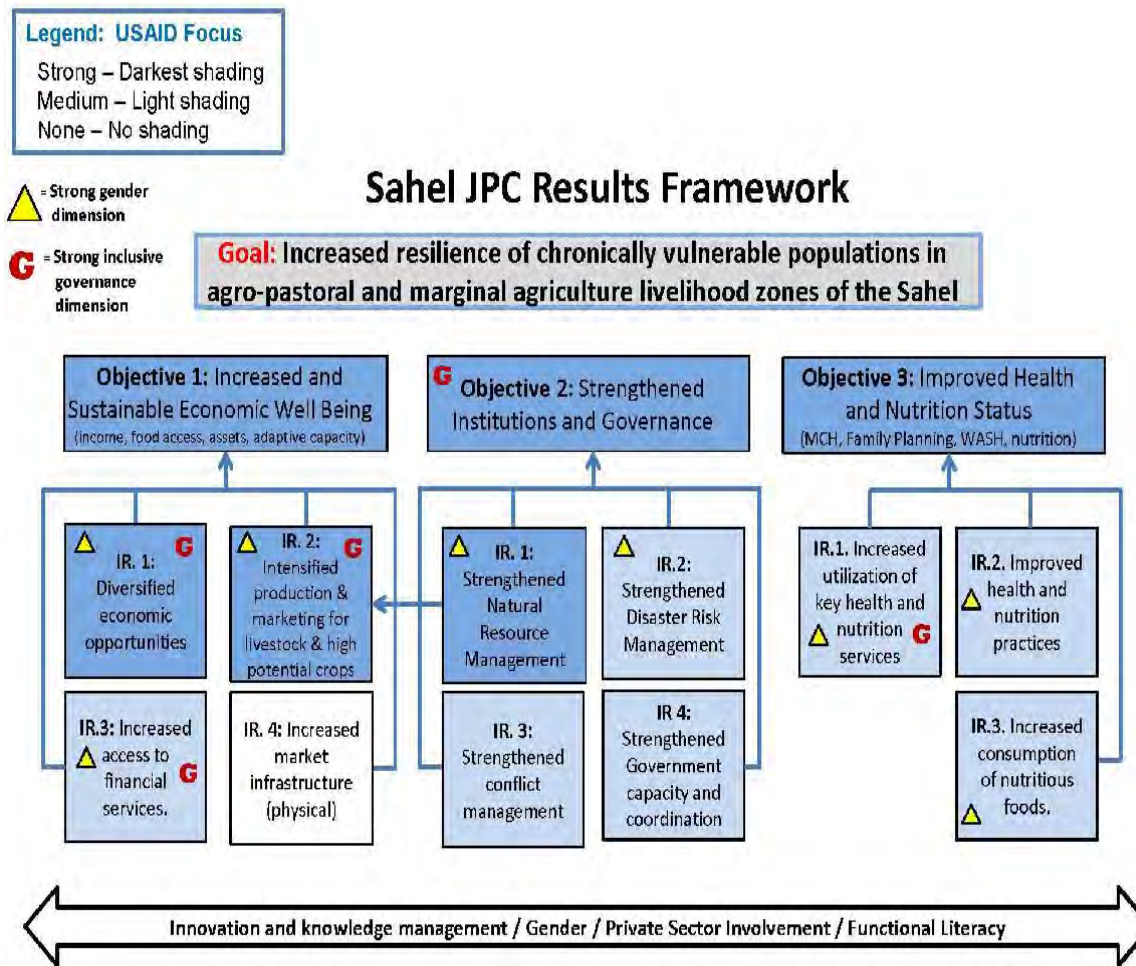 Legend: USAID Focus
Strong – Darkest shading
Medium – Light shading
None – No shading
= Strong gender
dimension
G = Strong inclusive
governance
dimension
Sahel JPC Results Framework
Goal: Increased resilience of chronically vulnerable populations in
agro-pastoral and marginal agriculture livelihood zones of the Sahel
Objective 1: Increased and
Sustainable Economic Well Being
(income, food access, assets, adaptive capacity)
G
Objective 2: Strengthened
Institutions and Governance
Objective 3: Improved Health
and Nutrition Status
(MCH, Family Planning, WASH, nutrition)
G
IR. 1:
Diversified
economic
opportunities
IR. 2:
G
Intensified
production &
marketing for
livestock & high
potential crops
IR. 1:
Strengthened
Natural
Resource
Management
IR.2:
Strengthened
Disaster Risk
Management
IR.1. Increased
utilization of
key health and
nutrition G
services
IR.2. Improved
health and
nutrition
practices
IR.3: Increased
access to
financial G
services.
IR. 4: Increased
market
infrastructure
(physical)
IR. 3:
Strengthened
conflict
management
IR 4:
Strengthened
Government
capacity and
coordination
IR.3. Increased
consumption
of nutritious
foods.
Innovation and knowledge management / Gender / Private Sector Involvement / Functional Literacy